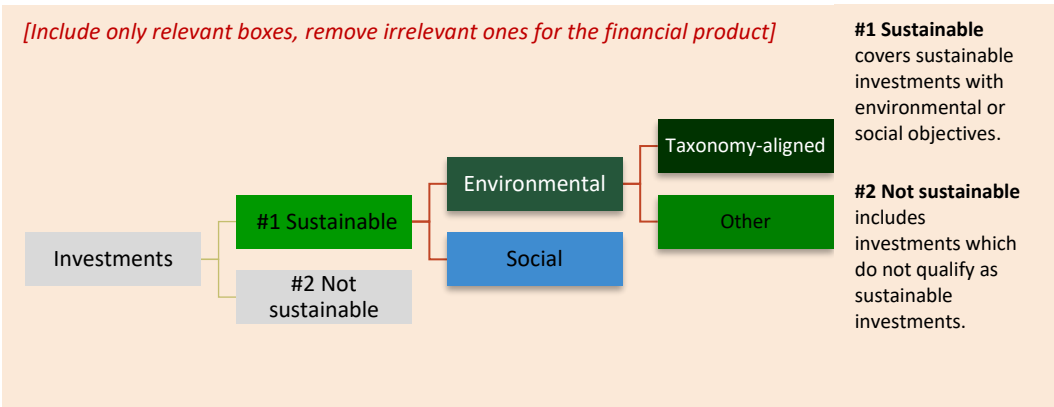 [Include only relevant boxes, remove irrelevant ones for the financial product]
Investments
#1 Sustainable
#2 Not
sustainable
Environmental
Social
Taxonomy-aligned
Other
#1 Sustainable
covers sustainable
investments with
environmental or
social objectives.
#2 Not sustainable
includes
investments which
do not qualify as
sustainable
investments.